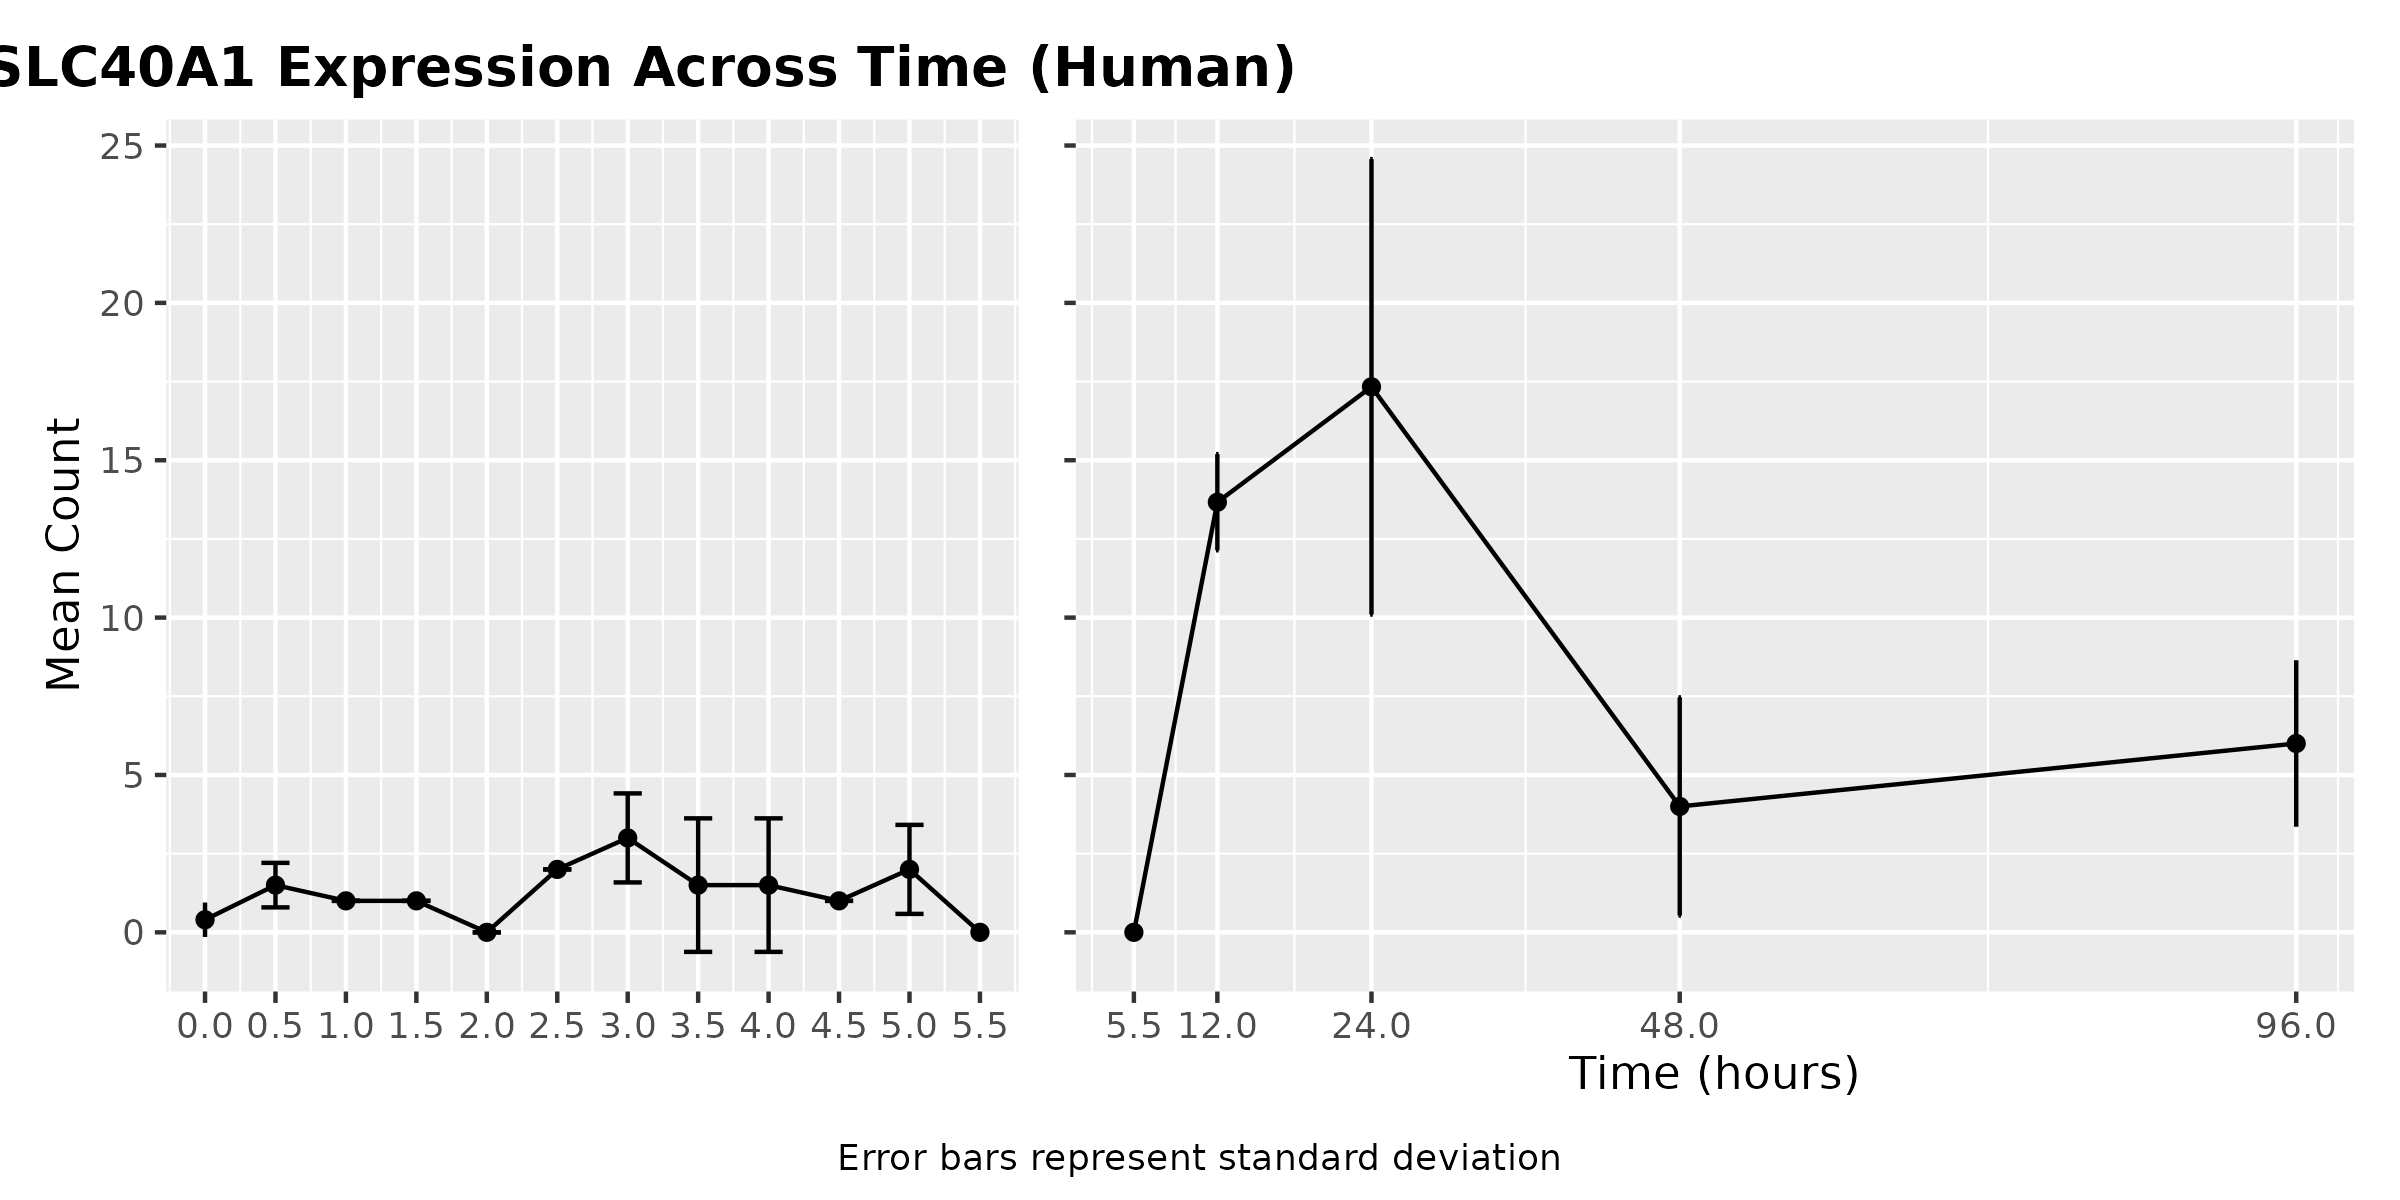 SLC40A1 Expression Across Time (Human)
Mean Count
25
20
15
10
5
0
0.0 0.5 1.0 1.5 2.0 2.5 3.0 3.5 4.0 4.5 5.0 5.5
5.5 12.0 24.0 48.0 96.0
Time (hours)
Error bars represent standard deviation